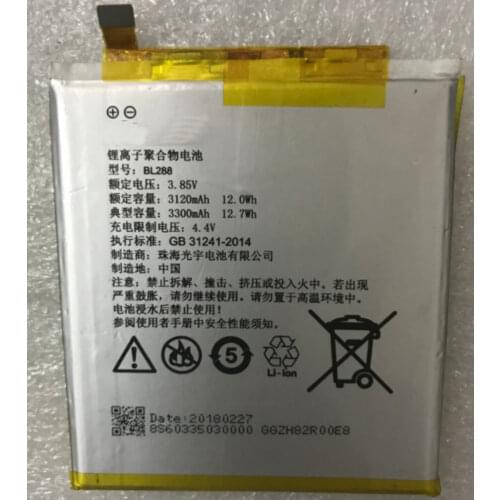 锂离子聚合物电池
型号: BL288
额定电压: 3.85V
额定容量: 3120mAh 12.0Wh
典型容量: 3300mAh 12.7Wh
充电限制电压: 4.4V
执行标准: GB 31241-2014
制造商: 珠海光宇电池有限公司
制造地: 中国
禁止拆解、撞击、挤压或投入火中。若出现
严重鼓胀，请勿继续使用。请勿置于高温环境中。
电池浸水后禁止使用！
参阅使用者手册中安全性能说明。
5
Li-ion
Date:20180227
8S60335030000 GGZH82R00E8